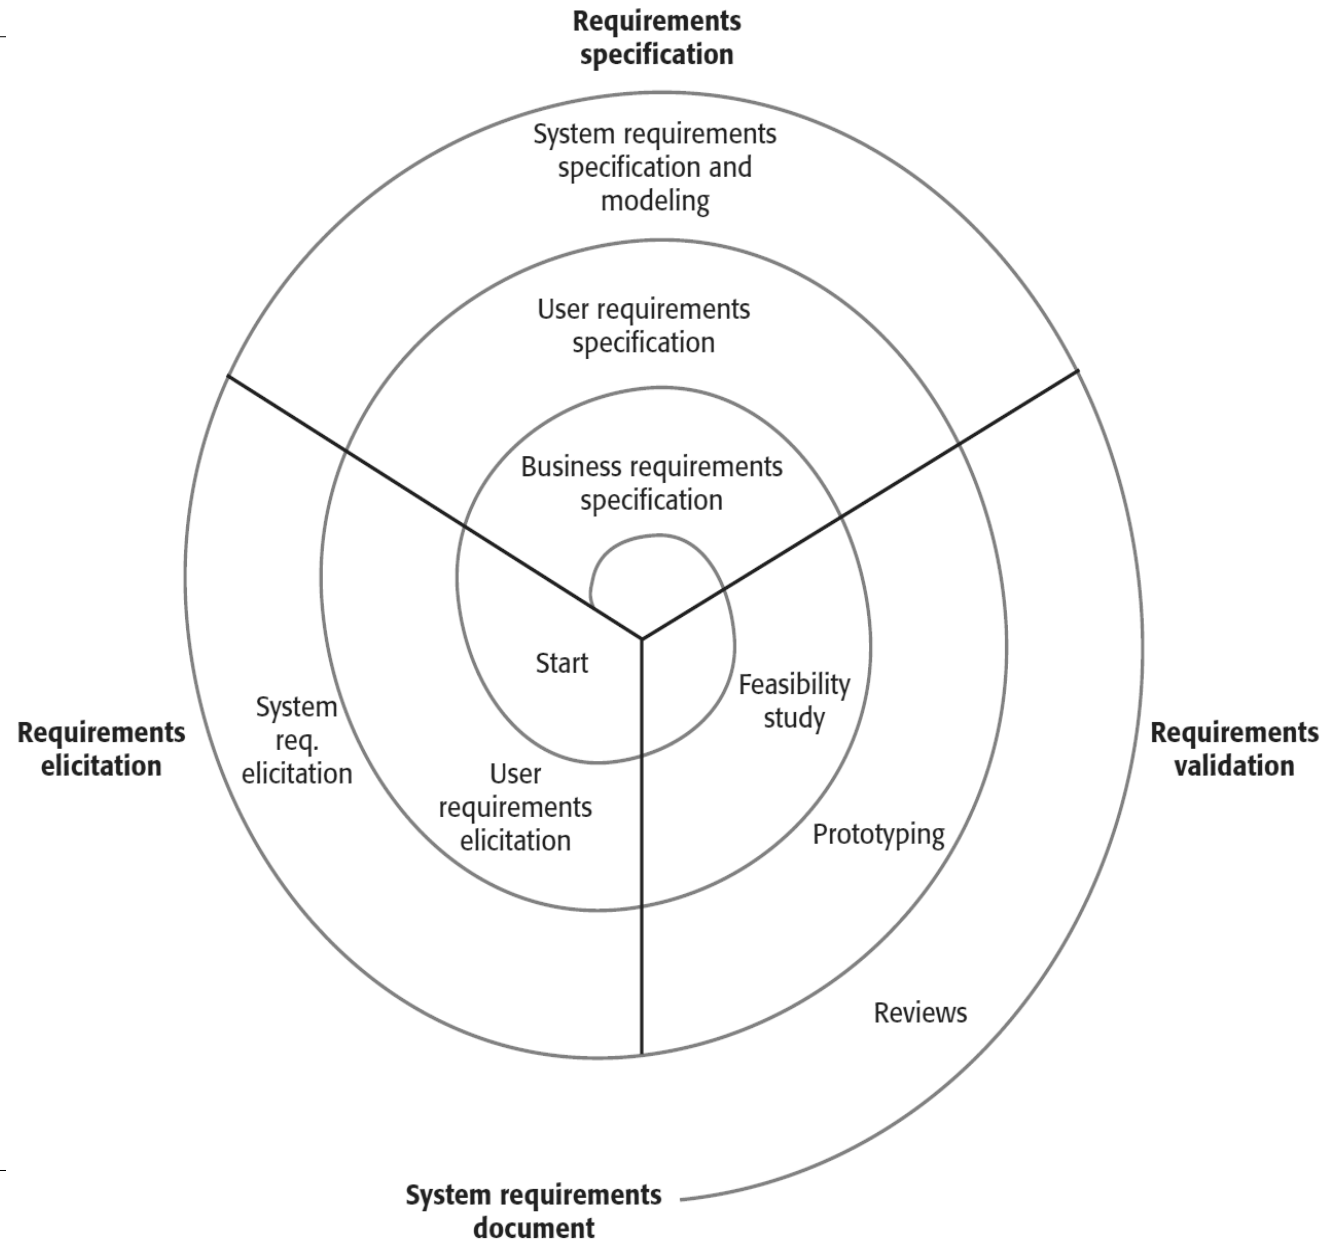 Requirements
specification
System requirements
specification and
modeling
User requirements
specification
Business requirements
specification
Start
Feasibility
study
System
req.
elicitation
User
requirements
elicitation
Requirements
elicitation
Requirements
validation
Prototyping
Reviews
System requirements
document